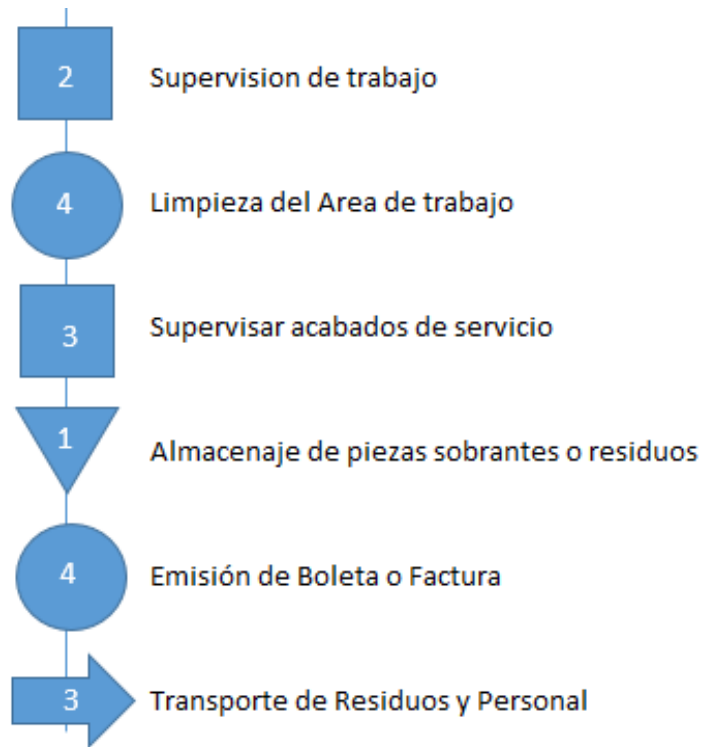 2 Supervision de trabajo
4 Limpieza del Area de trabajo
3 Supervisar acabados de servicio
1 Almacenaje de piezas sobrantes o residuos
4 Emisión de Boleta o Factura
3 Transporte de Residuos y Personal